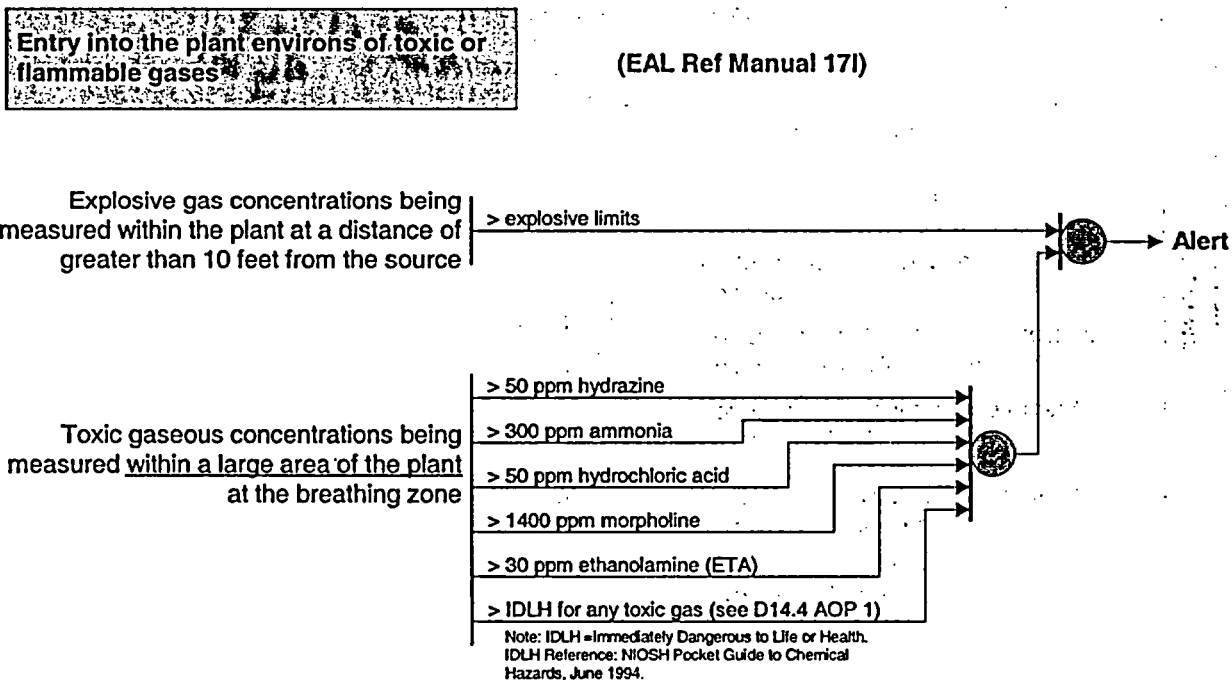 Entry into the plant environs of toxic or
flammable gases
(EAL Ref Manual 17I)
Explosive gas concentrations being
measured within the plant at a distance of
greater than 10 feet from the source
> explosive limits
Alert
Toxic gaseous concentrations being
measured within a large area of the plant
at the breathing zone
> 50 ppm hydrazine
> 300 ppm ammonia
> 50 ppm hydrochloric acid
> 1400 ppm morpholine
> 30 ppm ethanolamine (ETA)
> IDLH for any toxic gas (see D14.4 AOP 1)
Note: IDLH =Immediately Dangerous to Life or Health.
IDLH Reference: NIOSH Pocket Guide to Chemical
Hazards, June 1994.